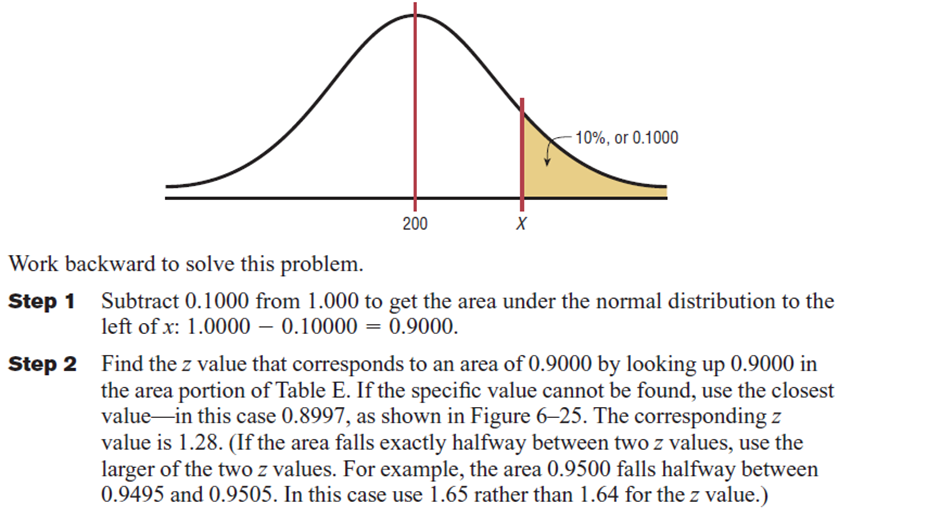 10%, or 0.1000
200 X
Work backward to solve this problem.
Step 1 Subtract 0.1000 from 1.000 to get the area under the normal distribution to the
left of x: 1.0000 − 0.10000 = 0.9000.
Step 2 Find the z value that corresponds to an area of 0.9000 by looking up 0.9000 in
the area portion of Table E. If the specific value cannot be found, use the closest
value—in this case 0.8997, as shown in Figure 6–25. The corresponding z
value is 1.28. (If the area falls exactly halfway between two z values, use the
larger of the two z values. For example, the area 0.9500 falls halfway between
0.9495 and 0.9505. In this case use 1.65 rather than 1.64 for the z value.)